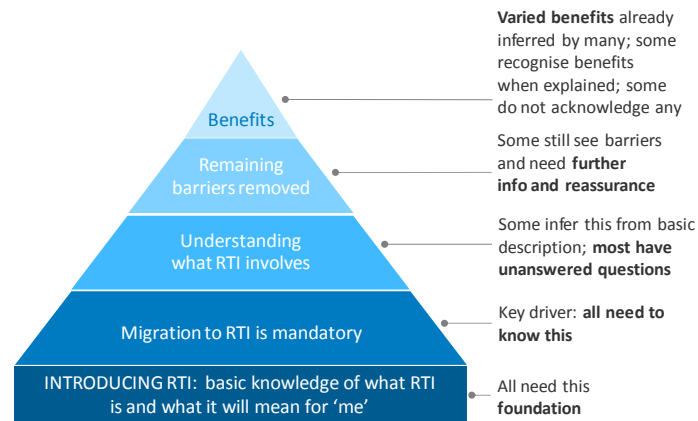 Varied benefits already
inferred by many; some
recognise benefits
when explained; some
do not acknowledge any
Benefits
Some still see barriers
and need further
info and reassurance
Remaining
barriers removed
Some infer this from basic
description; most have
unanswered questions
Understanding
what RTI involves
Key driver: all need to
know this
Migration to RTI is mandatory
INTRODUCING RTI: basic knowledge of what RTI
is and what it will mean for ‘me’
All need this
foundation